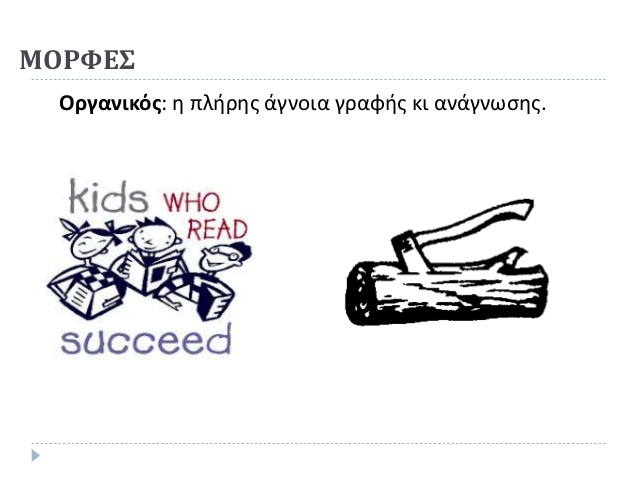 ΜΟΡΦΕΣ
Οργανικός: η πλήρης άγνοια γραφής κι ανάγνωσης.
kids WHO
READ
succeed